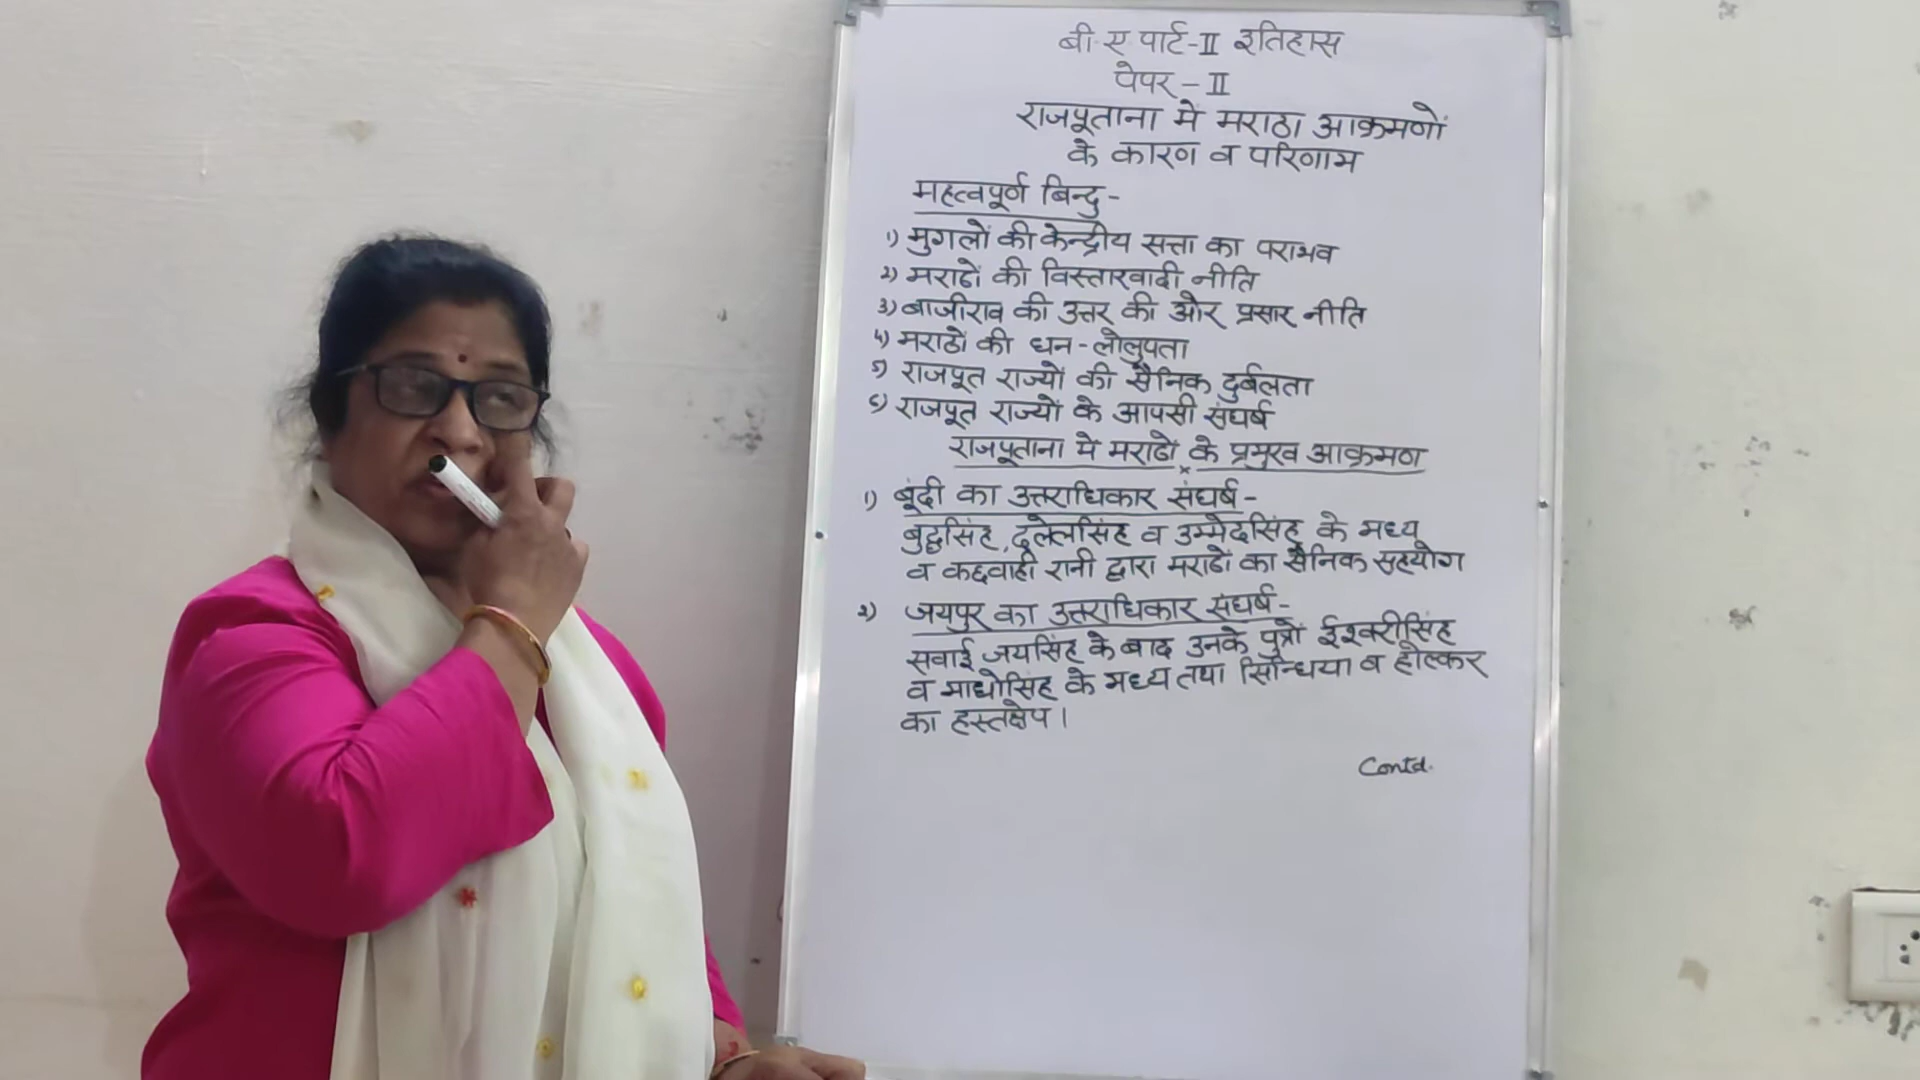 बी.ए पार्ट-II इतिहास
पेपर - II
राजपूताना में मराठा आक्रमणों
के कारण व परिणाम
महत्वपूर्ण बिन्दु -
1) मुगलों की केन्द्रीय सत्ता का पराभव
2) मराठों की विस्तारवादी नीति
3) बाजीराव की उत्तर की ओर प्रसार नीति
4) मराठों की धन-लोलुपता
5) राजपूत राज्यों की सैनिक दुर्बलता
6) राजपूत राज्यों के आपसी संघर्ष
राजपूताना में मराठों के प्रमुख आक्रमण
1) बूंदी का उत्तराधिकार संघर्ष -
बुद्धसिंह, दलेलसिंह व उम्मेदसिंह के मध्य
व कछवाही रानी द्वारा मराठों का सैनिक सहयोग
2) जयपुर का उत्तराधिकार संघर्ष -
सवाई जयसिंह के बाद उनके पुत्रों ईश्वरीसिंह
व माधोसिंह के मध्य तथा सिन्धिया व होल्कर
का हस्तक्षेप।
Contd.